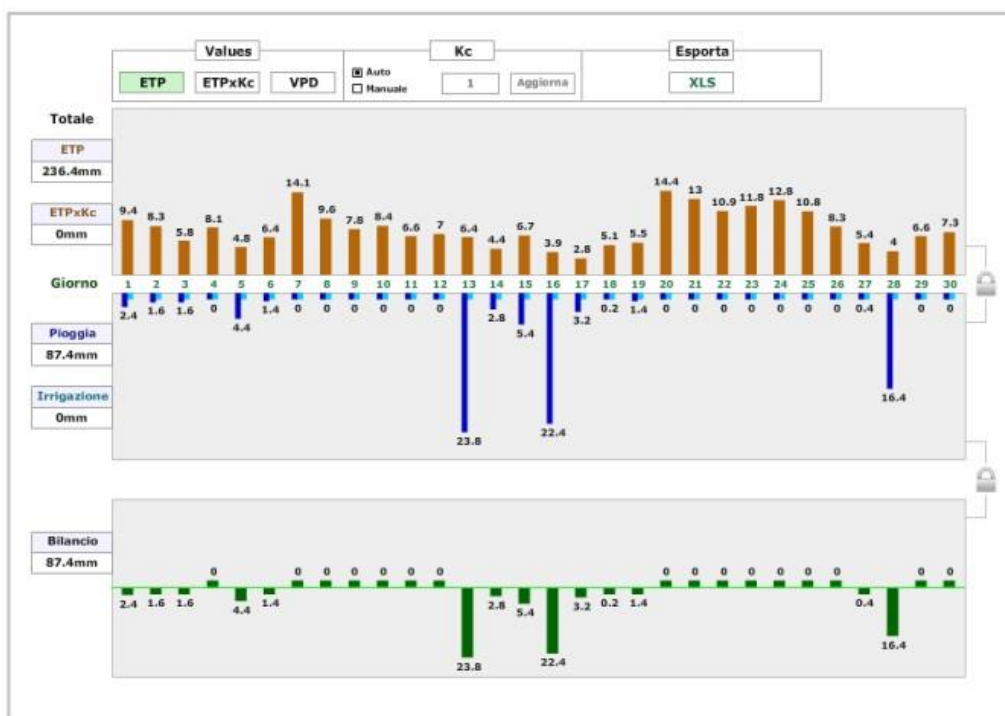 Values Kc Esporta
ETP ETPxKc VPD Auto Manuale 1 Aggiorna XLS
Totale
ETP
236.4mm
ETPxKc
0mm
9.4 8.3 5.8 8.1 4.8 6.4 14.1 9.6 7.8 8.4 6.6 7 6.4 4.4 6.7 3.9 2.8 5.1 5.5 14.4 13 10.9 11.8 12.8 10.8 8.3 5.4 4 6.6 7.3
Giorno 1 2 3 4 5 6 7 8 9 10 11 12 13 14 15 16 17 18 19 20 21 22 23 24 25 26 27 28 29 30
2.4 1.6 1.6 0 4.4 1.4 0 0 0 0 0 0 23.8 2.8 5.4 22.4 3.2 0.2 1.4 0 0 0 0 0 0 0 0.4 16.4 0 0
Pioggia
87.4mm
Irrigazione
0mm
Bilancio
87.4mm
2.4 1.6 1.6 0 4.4 1.4 0 0 0 0 0 0 23.8 2.8 5.4 22.4 3.2 0.2 1.4 0 0 0 0 0 0 0 0.4 16.4 0 0